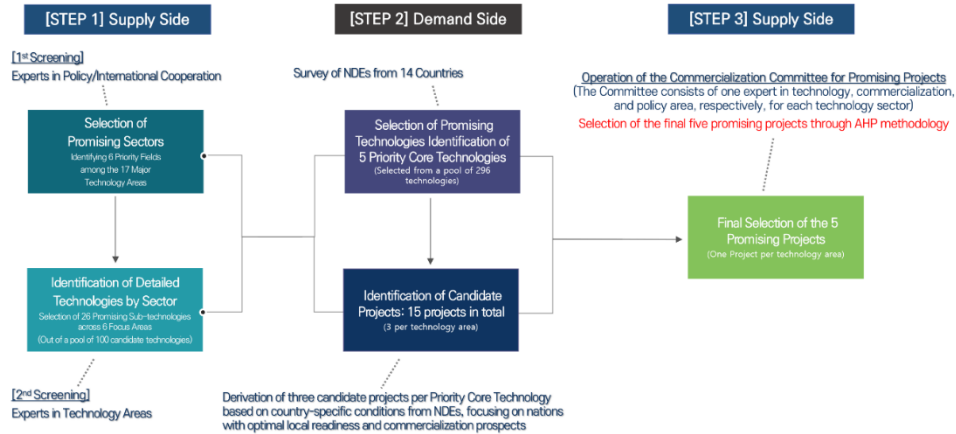 [STEP 1] Supply Side
[1st Screening]
Experts in Policy/International Cooperation
Selection of
Promising Sectors
Identifying 6 Priority Fields
among the 17 Major
Technology Areas
Identification of Detailed
Technologies by Sector
Selection of 26 Promising Sub-technologies
across 6 Focus Areas
(Out of a pool of 100 candidate technologies)
[2nd Screening]
Experts in Technology Areas
[STEP 2] Demand Side
Survey of NDEs from 14 Countries
Selection of Promising
Technologies Identification of
5 Priority Core Technologies
(Selected from a pool of 296
technologies)
Identification of Candidate
Projects: 15 projects in total
(3 per technology area)
Derivation of three candidate projects per Priority Core Technology
based on country-specific conditions from NDEs, focusing on nations
with optimal local readiness and commercialization prospects
[STEP 3] Supply Side
Operation of the Commercialization Committee for Promising Projects
(The Committee consists of one expert in technology, commercialization,
and policy area, respectively, for each technology sector)
Selection of the final five promising projects through AHP methodology
Final Selection of the 5
Promising Projects
(One Project per technology area)